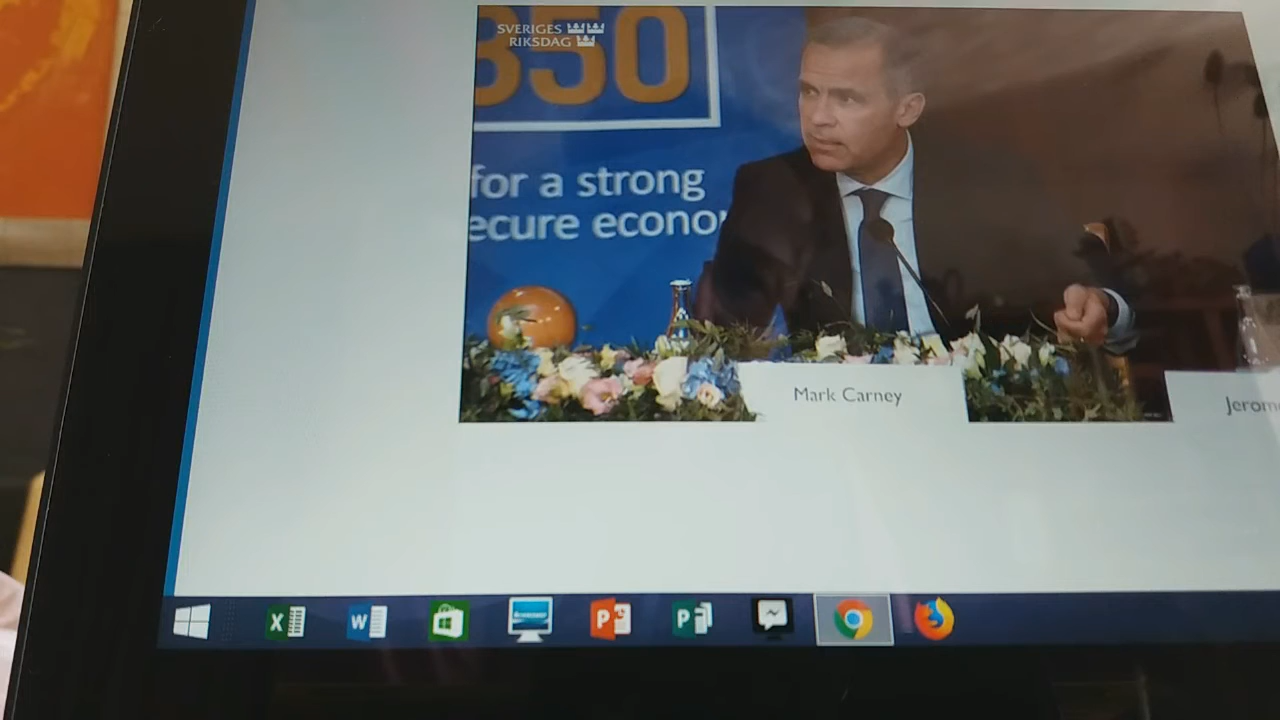 SVERIGES
RIKSDAG
350
for a strong
ecure econo
Mark Carney
Jerom